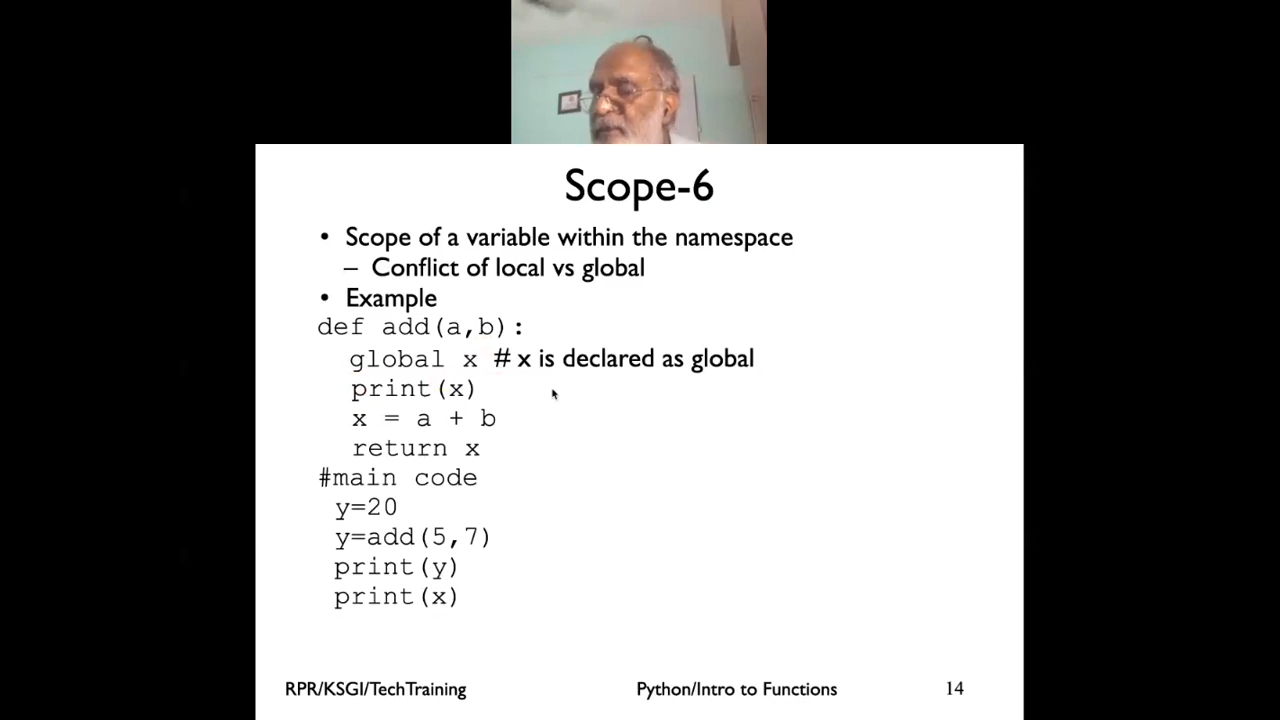 Scope-6
• Scope of a variable within the namespace
– Conflict of local vs global
• Example
def add(a,b):
global x # x is declared as global
print(x)
x = a + b
return x
#main code
y=20
y=add(5,7)
print(y)
print(x)
RPR/KSGI/TechTraining Python/Intro to Functions 14